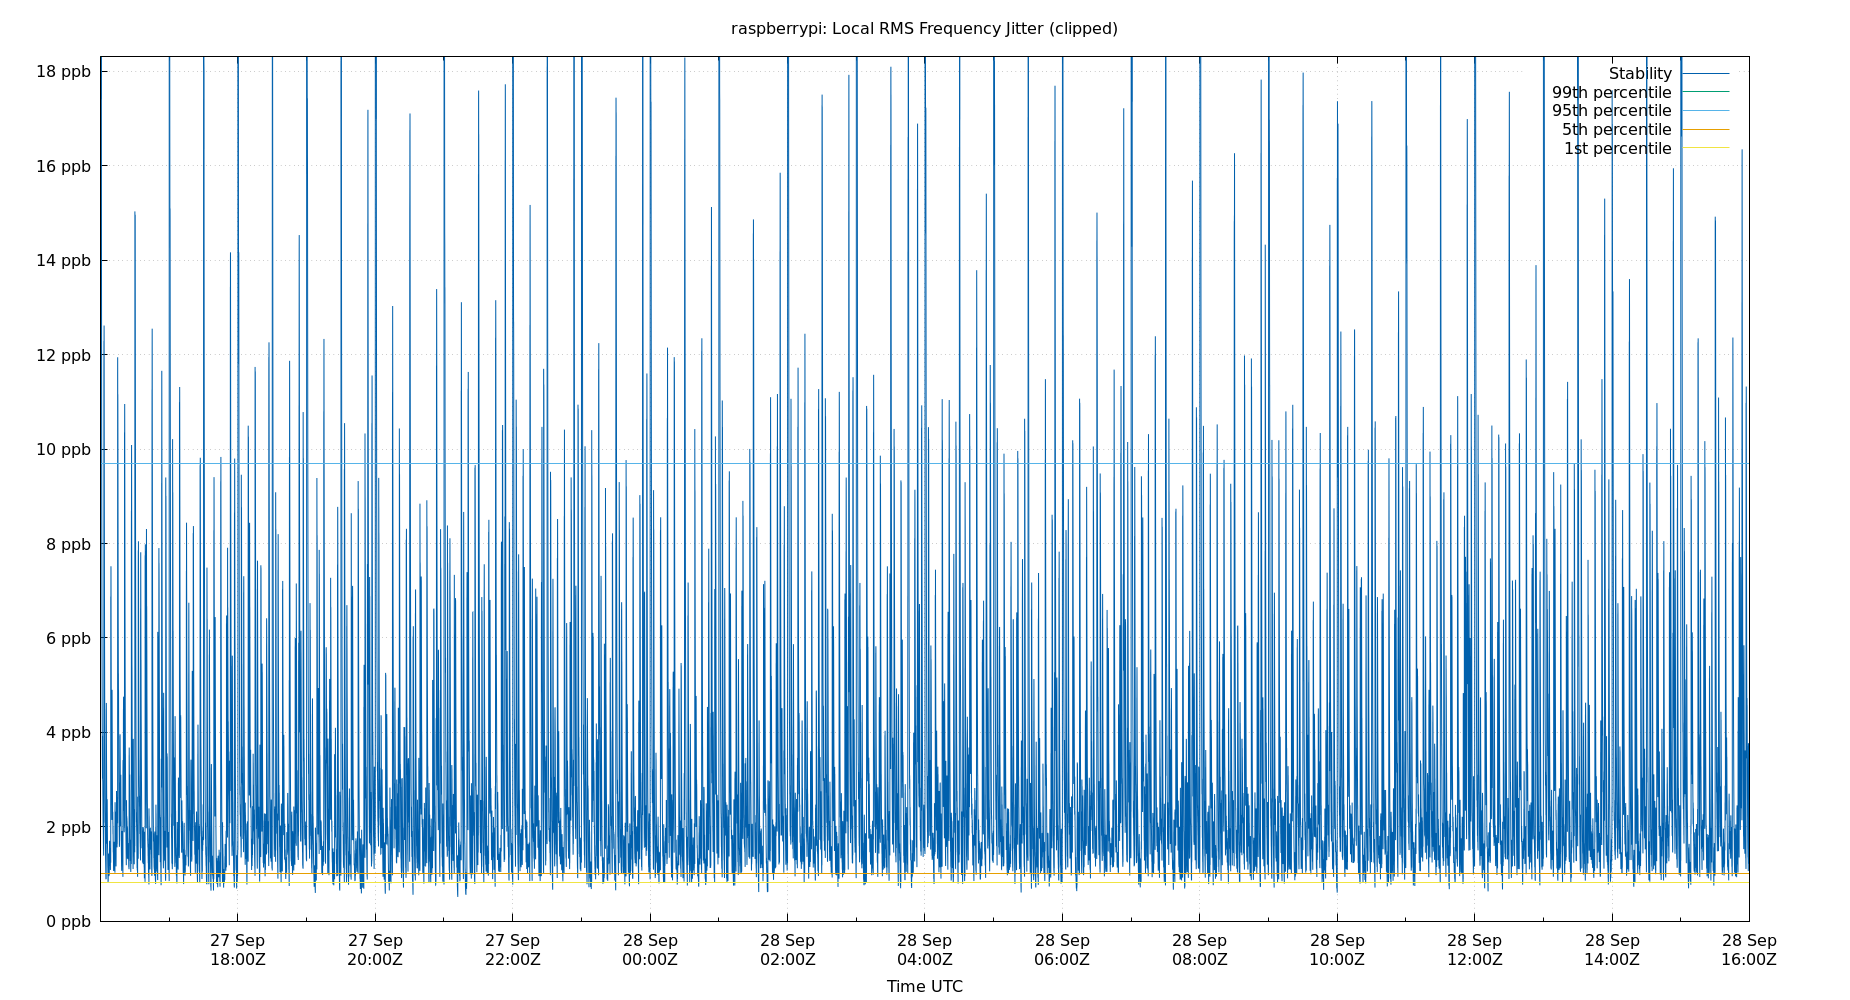 raspberrypi: Local RMS Frequency Jitter (clipped)
18 ppb
16 ppb
14 ppb
12 ppb
10 ppb
8 ppb
6 ppb
4 ppb
2 ppb
0 ppb
Stability
99th percentile
95th percentile
5th percentile
1st percentile
27 Sep 27 Sep 27 Sep 28 Sep 28 Sep 28 Sep 28 Sep 28 Sep 28 Sep 28 Sep 28 Sep 28 Sep
18:00Z 20:00Z 22:00Z 00:00Z 02:00Z 04:00Z 06:00Z 08:00Z 10:00Z 12:00Z 14:00Z 16:00Z
Time UTC